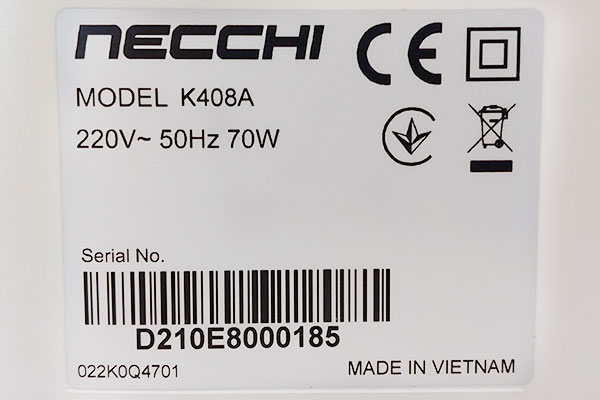 NECCHI
CE
MODEL K408A
220V~ 50Hz 70W
Serial No.
D210E8000185
022K0Q4701
MADE IN VIETNAM